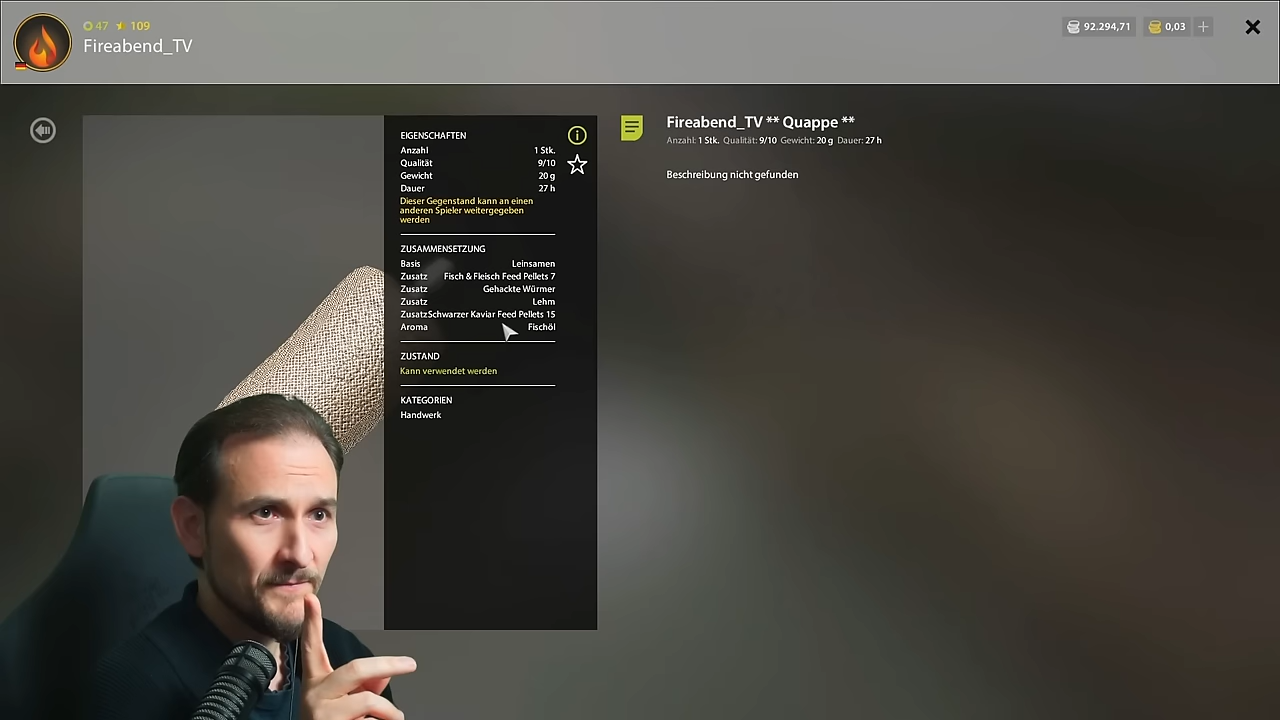 47 109
Fireabend_TV
92.294,71 0,03
EIGENSCHAFTEN
Anzahl 1 Stk.
Qualität 9/10
Gewicht 20 g
Dauer 27 h
Dieser Gegenstand kann an einen
anderen Spieler weitergegeben
werden
ZUSAMMENSETZUNG
Basis Leinsamen
Zusatz Fisch & Fleisch Feed Pellets 7
Zusatz Gehackte Würmer
Zusatz Lehm
Zusatz Schwarzer Kaviar Feed Pellets 15
Aroma Fischöl
ZUSTAND
Kann verwendet werden
KATEGORIEN
Handwerk
Fireabend_TV ** Quappe **
Anzahl: 1 Stk. Qualität: 9/10 Gewicht: 20 g Dauer: 27 h
Beschreibung nicht gefunden